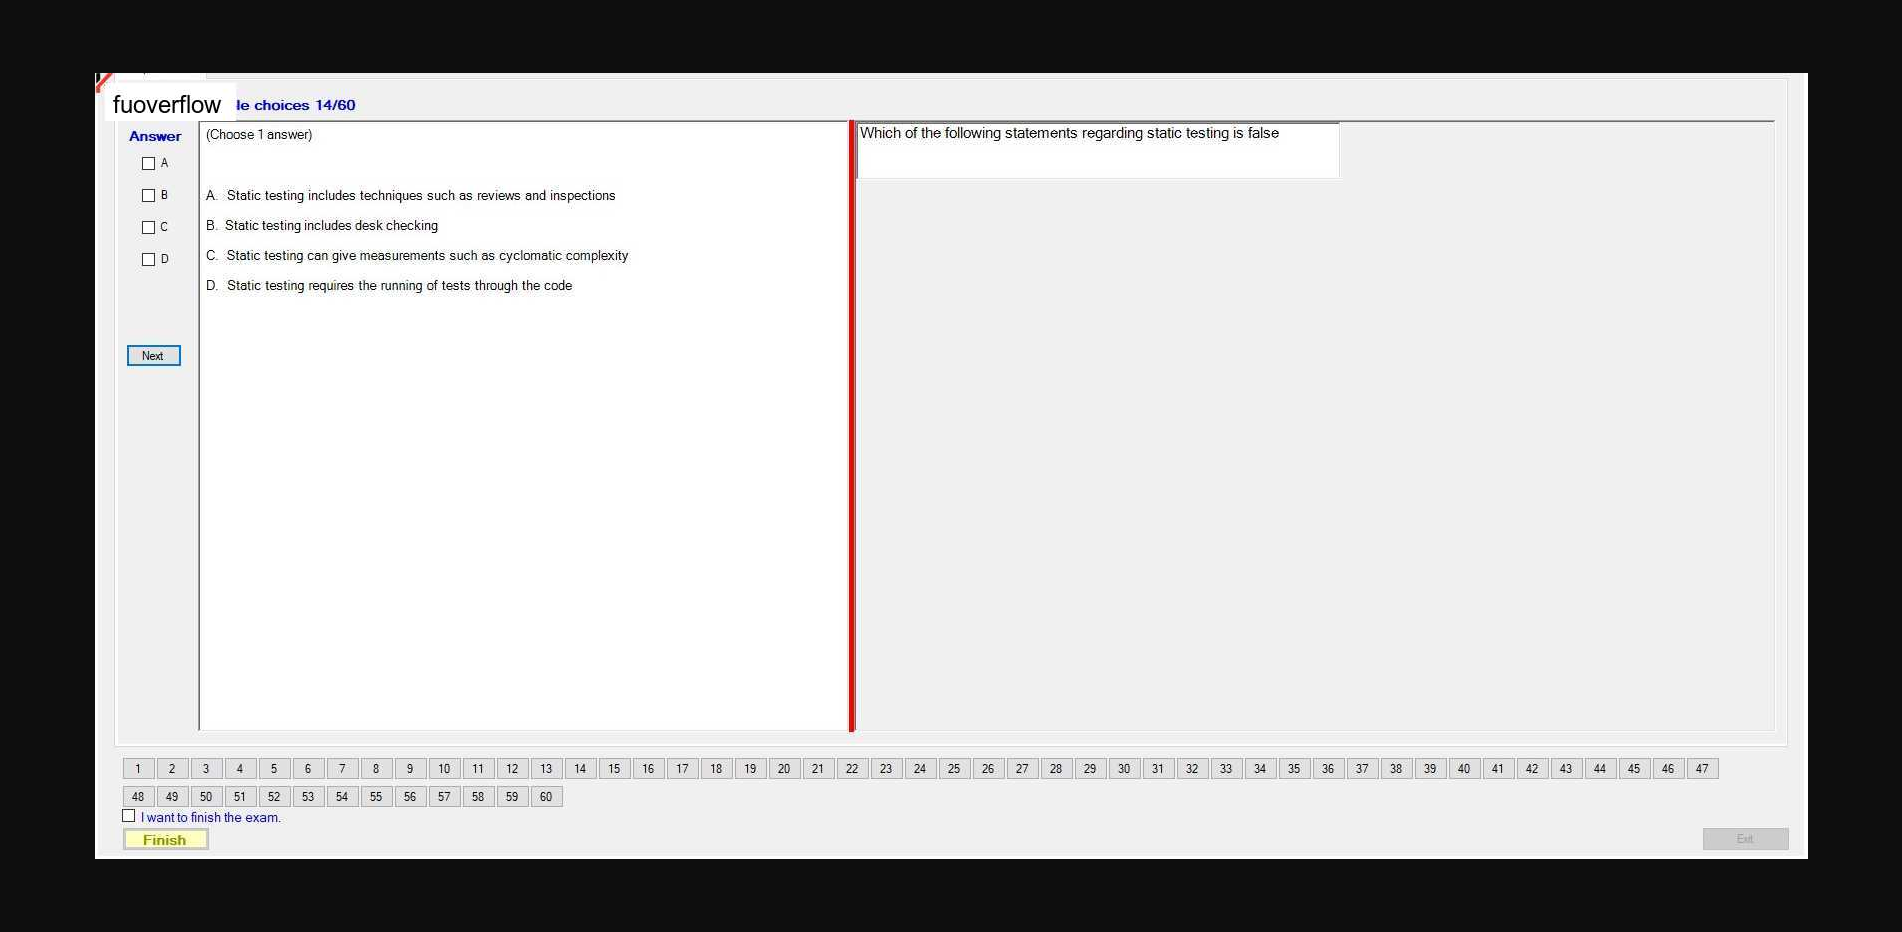 fuoverflow
le choices 14/60
Answer
(Choose 1 answer)
Which of the following statements regarding static testing is false
A
B
C
D
A. Static testing includes techniques such as reviews and inspections
B. Static testing includes desk checking
C. Static testing can give measurements such as cyclomatic complexity
D. Static testing requires the running of tests through the code
Next
1 2 3 4 5 6 7 8 9 10 11 12 13 14 15 16 17 18 19 20 21 22 23 24 25 26 27 28 29 30 31 32 33 34 35 36 37 38 39 40 41 42 43 44 45 46 47
48 49 50 51 52 53 54 55 56 57 58 59 60
I want to finish the exam.
Finish
Exit